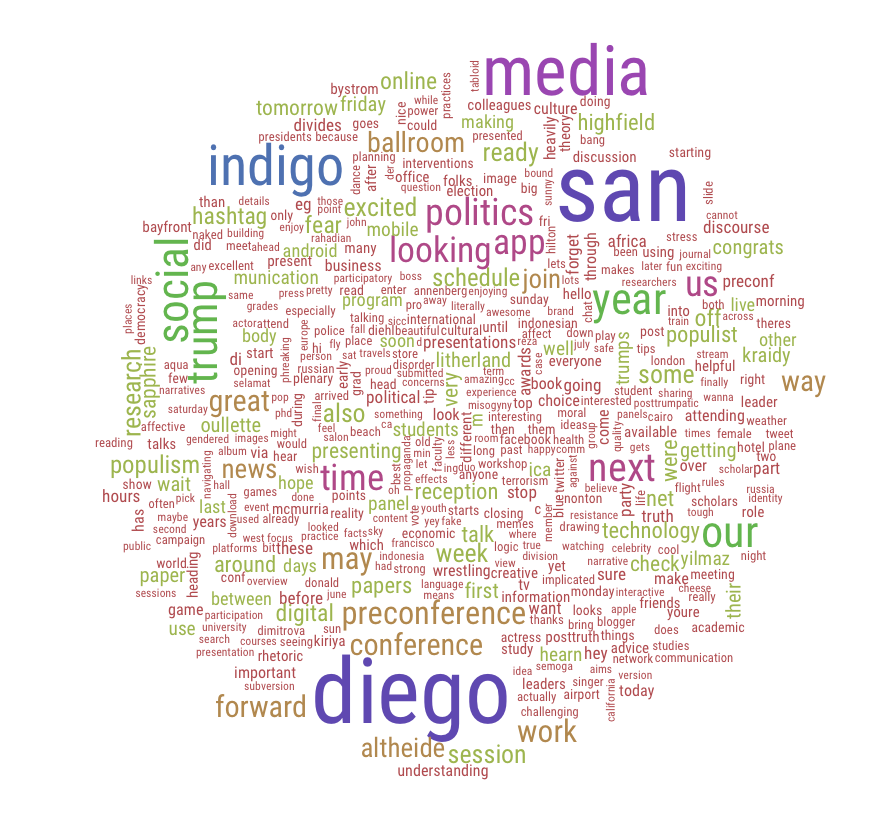 media
online
bystrom
tabloid
practices
tomorrow
friday
nice
while
power
could
colleagues
culture
doing
making
highfield
divides
goes
presidents
because
ballroom
presented
heavily
theory
bang
indigo
ready
discussion
starting
planning
dance
after
der
interventions
office
folks
image
bound
question
election
big
sunny
san
slide
than
details
eg
those
only
point
hashtag
excited
politics
fri
cannot
bayfront
naked
building
enjoy
fear
john
mobile
hilton
forget
through
africa
stress
discourse
did
meet
ahead
rahadian
android
many
looking
app
been
using
journal
congrats
social
any
excellent
present
business
lets
makes
later
fun
exciting
links
munication
participatory
boss
schedule
join
lots
hello
us
researchers
preconf
places
democracy
trump
same
press
pretty
read
enter
annenberg
enjoying
year
both
morning
grades
especially
program
pro
away
literally
sunday
chat
into
off
live
across
actor
attend
talking
sicc
international
awesome
brand
indonesian
train
theres
body
europe
police
fall
diehl
beautiful
cultural
until
affect
down
play
post
populist
other
research
sapphire
di
start
phreaking
hi
fly
place
soon
presentations
reza
july
safe
tips
trumps
kraidy
aqua
opening
russian
person
sat
travels
store
litherland
case
well
everyone
london
stream
helpful
few
selamat
plenary
early
grad
proud
submitted
disorder
term
very
amazing
cc
awards
book
going
some
finally
right
way
narratives
great
pop
head
concerns
tip
experience
student
sharing
wanna
leader
saturday
phd
during
arrived
political
misogyny
top
choice
interested
posttrumpatic
weather
affective
oullette
final
also
something
look
m
interesting
moral
come
panels
cairo
attending
gendered
images
might
feel
ca
students
different
then
them
ideas
group
quality
available
times
female
tweet
reading
talks
album
via
hear
salon
beach
presenting
old
faculty
room
facebook
health
were
getting
hotel
plane
populism
navigating
news
wish
best
propaganda
min
less
long
past
happy
comm
next
over
two
sessions
wait
hope
time
let
ing
duo
workshop
blue
twitter
against
scholar
part
hours
often
pick
games
effects
anyone
ica
terrorism
believe
party
life
flight
rules
russia
has
maybe
last
download
event
done
points
reception
stop
nonton
net
scholars
identity
second
years
used
already
mcmurria
reality
panel
vote
youth
starts
closing
c
member
resistance
truth
tough
role
public
campaign
hall
looked
practice
content
facts
yey
fake
economic
memes
drawing
technology
our
world
platforms
west
focus
bit
these
which
sky
francisco
talk
logic
where
true
watching
celebrity
cool
yilmaz
night
paper
heading
around
days
may
indonesia
week
view
division
yet
narrative
check
conf
overview
donald
had
strong
wrestling
creative
tv
implicated
sure
make
meeting
between
before
june
papers
language
means
first
information
monday
interactive
cheese
really
their
game
participation
digital
preconference
want
looks
apple
friends
youre
use
university
dimitrova
sun
thanks
bring
blogger
does
academic
search
courses
seeing
kiriya
conference
actress
posttruth
things
presentation
rhetoric
study
hearn
hey
advice
studies
network
communication
important
diego
idea
semoga
aims
version
subversion
leaders
singer
today
forward
actually
airport
california
challenging
work
altheide
session
understanding